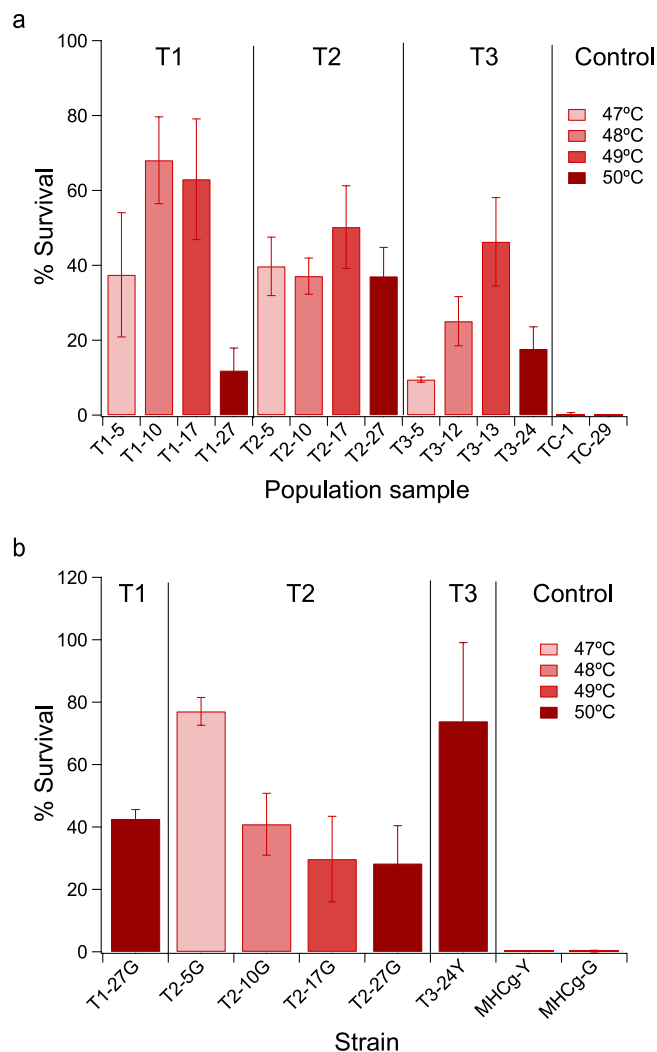 a
T1 T2 T3 Control
100
80
60
40
20
0
% Survival
47ºC
48ºC
49ºC
50ºC
T1-5 T1-10 T1-17 T1-27 T2-5 T2-10 T2-17 T2-27 T3-5 T3-12 T3-13 T3-24 TC-1 TC-29
Population sample
b
T1 T2 T3 Control
120
100
80
60
40
20
0
% Survival
47ºC
48ºC
49ºC
50ºC
T1-27G T2-5G T2-10G T2-17G T2-27G T3-24Y MHCg-Y MHCg-G
Strain